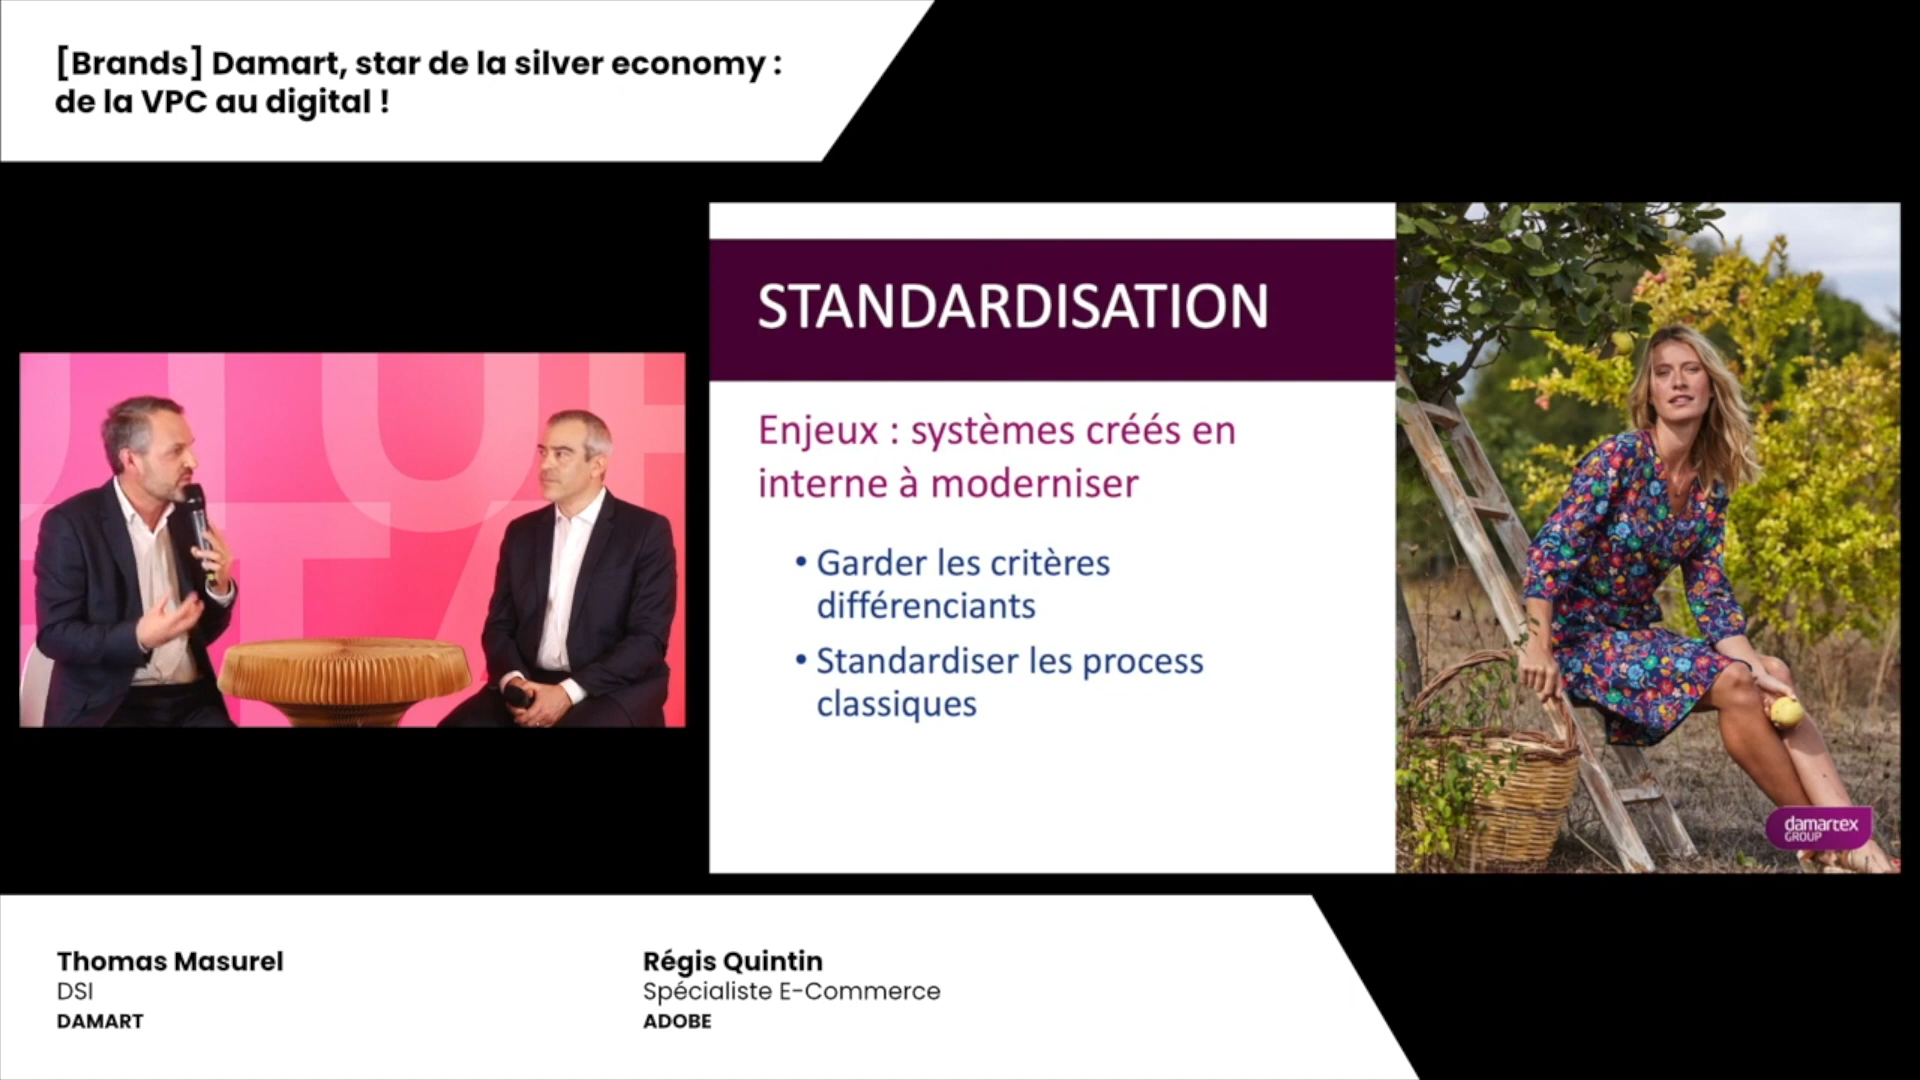 [Brands] Damart, star de la silver economy :
de la VPC au digital !
STANDARDISATION
Enjeux : systèmes créés en
interne à moderniser
• Garder les critères
différenciants
• Standardiser les process
classiques
damartex
GROUP
Thomas Masurel
DSI
DAMART
Régis Quintin
Spécialiste E-Commerce
ADOBE